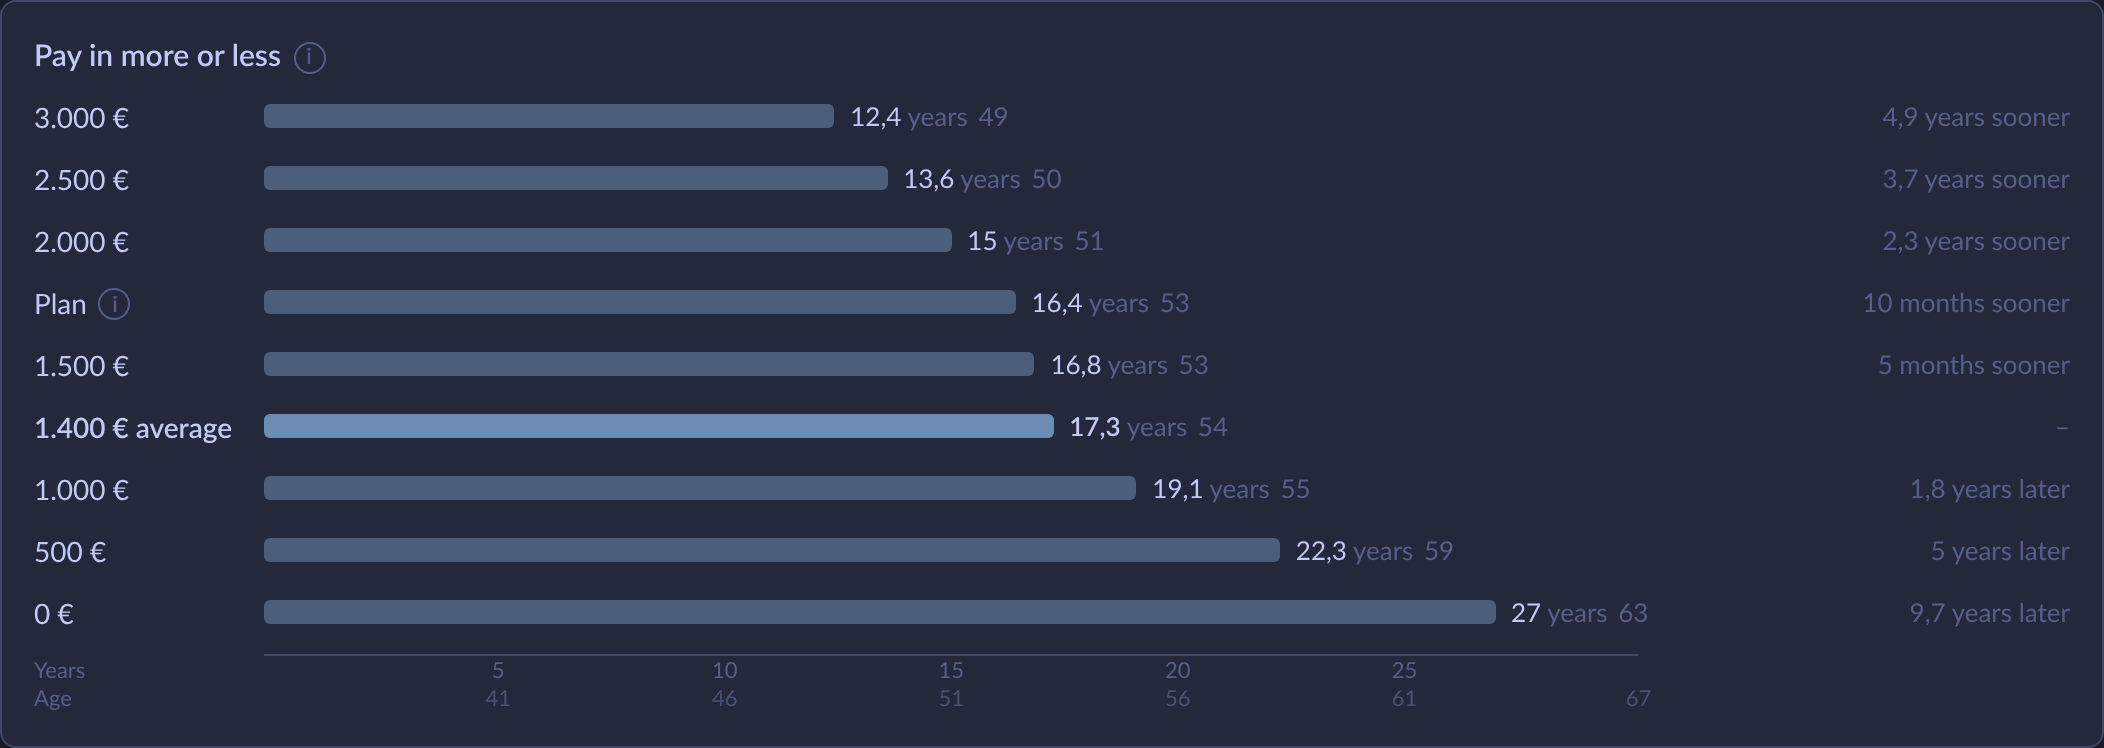 Pay in more or less
3.000 € 12,4 years 49 4,9 years sooner
2.500 € 13,6 years 50 3,7 years sooner
2.000 € 15 years 51 2,3 years sooner
Plan 16,4 years 53 10 months sooner
1.500 € 16,8 years 53 5 months sooner
1.400 € average 17,3 years 54 –
1.000 € 19,1 years 55 1,8 years later
500 € 22,3 years 59 5 years later
0 € 27 years 63 9,7 years later
Years 5 10 15 20 25
Age 41 46 51 56 61 67